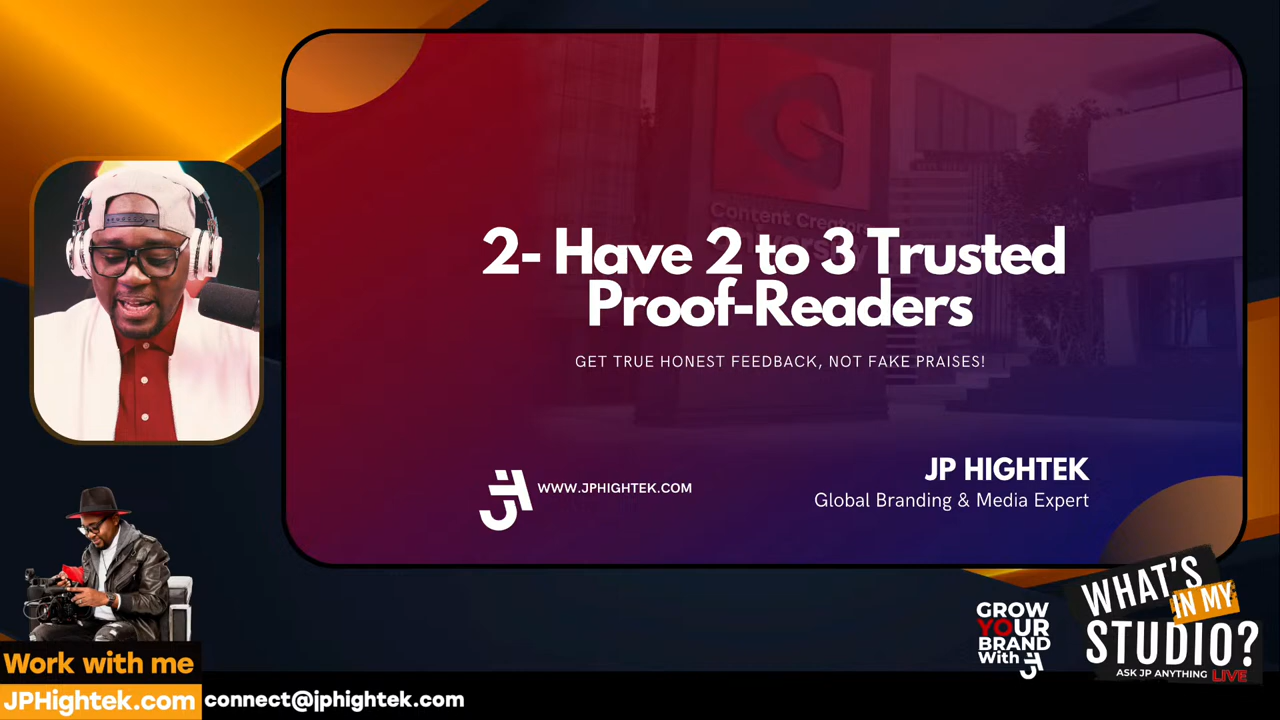 Content Creators
2- Have 2 to 3 Trusted
Proof-Readers
GET TRUE HONEST FEEDBACK, NOT FAKE PRAISES!
JP HIGHTEK
Global Branding & Media Expert
WWW.JPHIGHTEK.COM
WHAT'S
IN MY
STUDIO?
ASK JP ANYTHING LIVE
GROW
YOUR
BRAND
With
Work with me
JPHightek.com
connect@jphightek.com